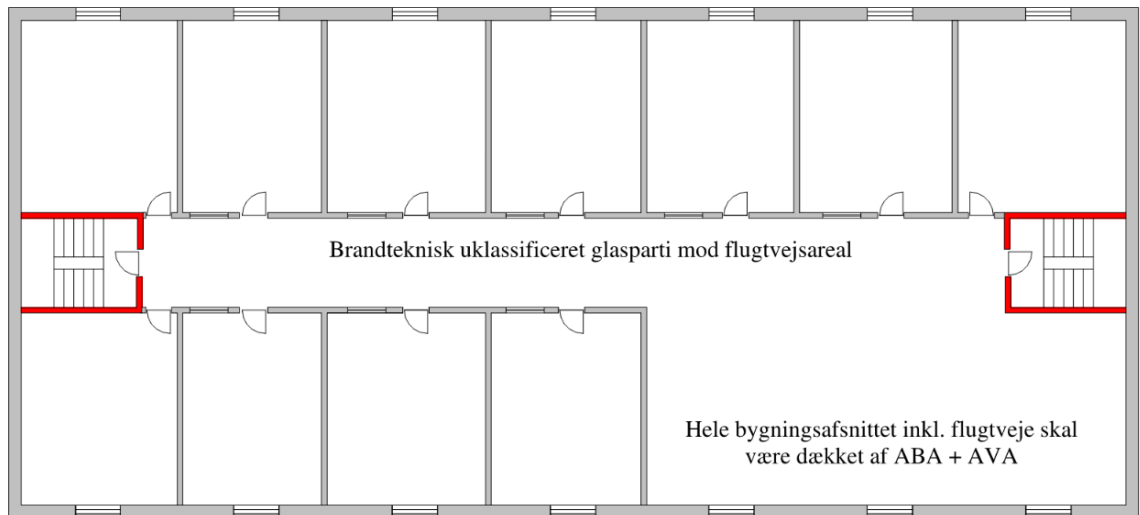 Brandteknisk uklassificeret glasparti mod flugtvejsareal
Hele bygningsafsnittet inkl. flugtveje skal
være dækket af ABA + AVA